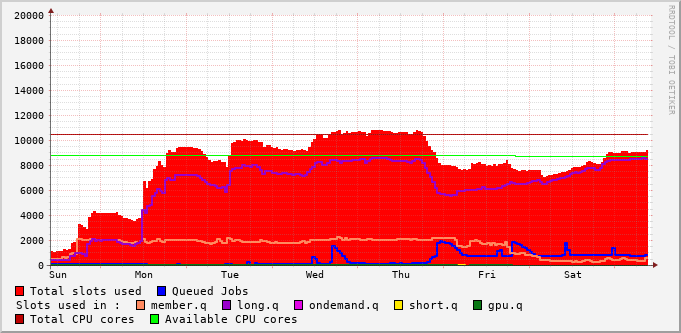 20000
18000
16000
14000
12000
10000
8000
6000
4000
2000
0
Sun Mon Tue Wed Thu Fri Sat
RRDTOOL / TOBI OETIKER
Total slots used Queued Jobs
Slots used in : member.q long.q ondemand.q short.q gpu.q
Total CPU cores Available CPU cores